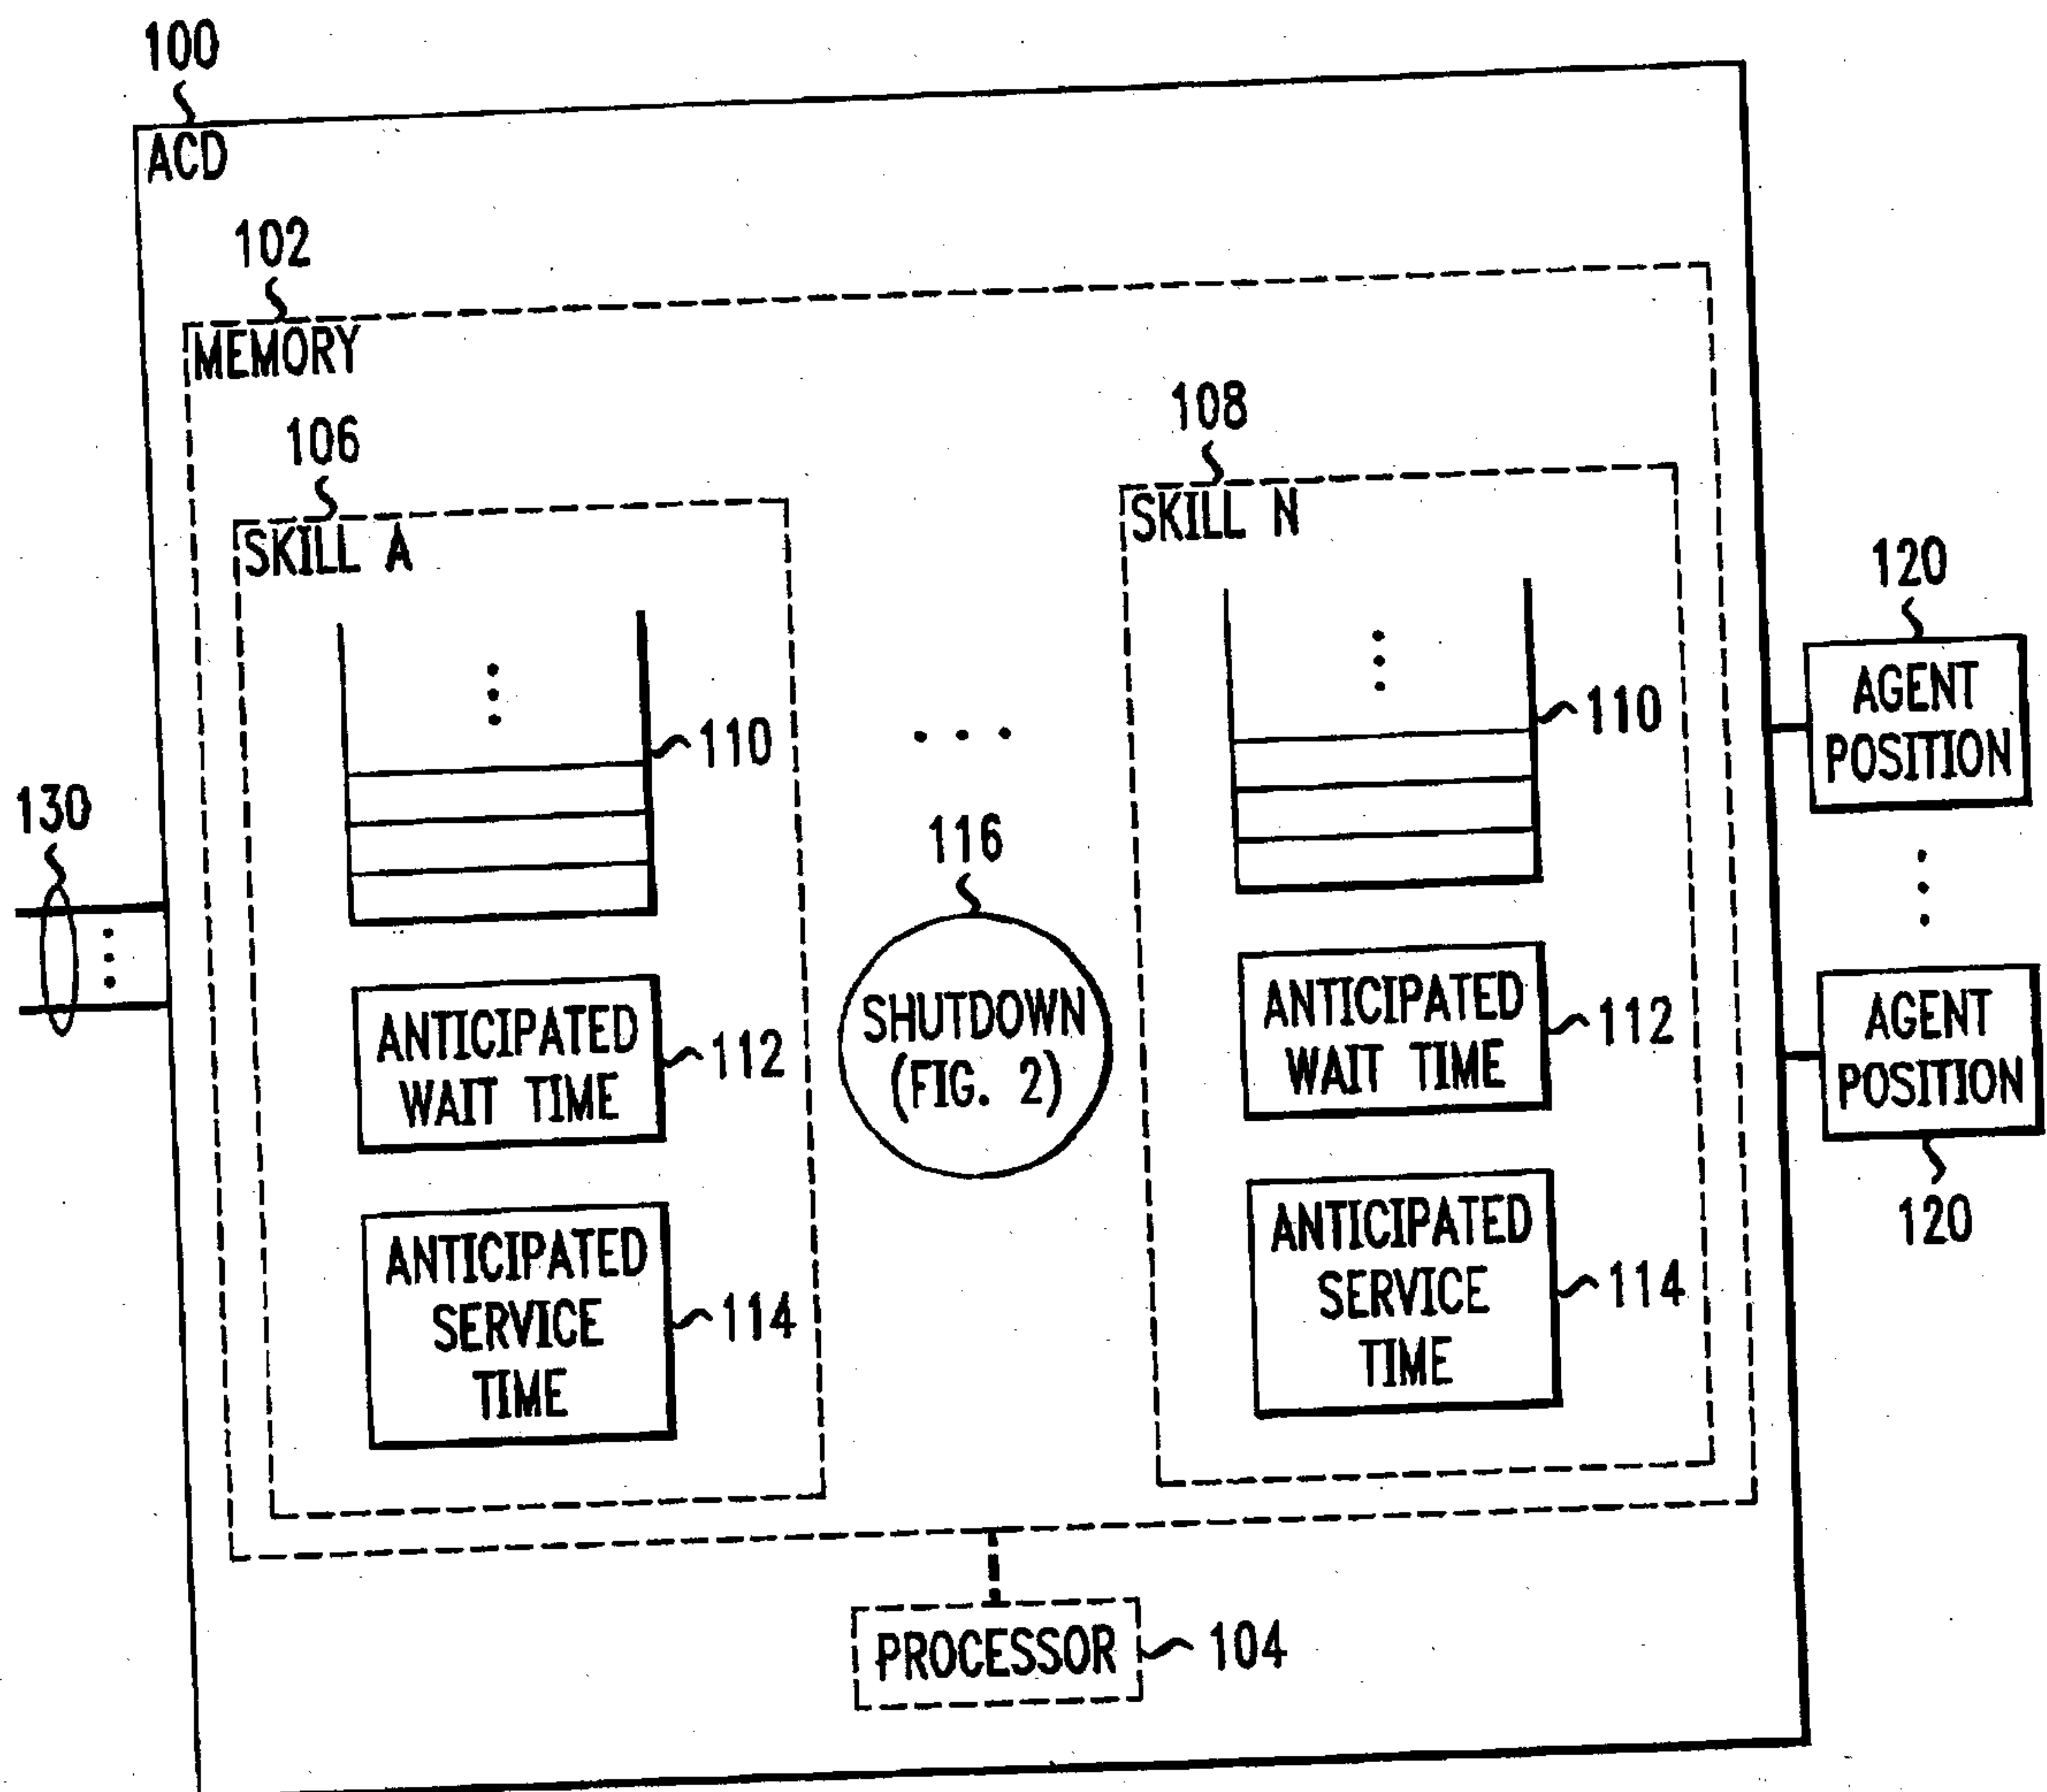 100
ACD
102
MEMORY
106
SKILL A
108
SKILL N
110
110
112
ANTICIPATED
WAIT TIME
112
ANTICIPATED
WAIT TIME
114
ANTICIPATED
SERVICE
TIME
114
ANTICIPATED
SERVICE
TIME
116
SHUTDOWN
(FIG. 2)
120
AGENT
POSITION
AGENT
POSITION
120
130
PROCESSOR
104